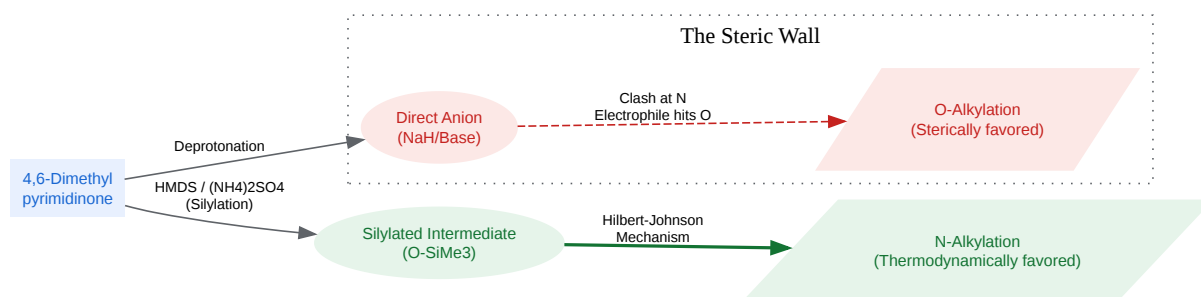 The Steric Wall
Direct Anion
(NaH/Base)
Clash at N
Electrophile hits O
O-Alkylation
(Sterically favored)
Deprotonation
4,6-Dimethyl
pyrimidinone
HMDS / (NH4)2SO4
(Silylation)
Silylated Intermediate
(O-SiMe3)
Hilbert-Johnson
Mechanism
N-Alkylation
(Thermodynamically favored)